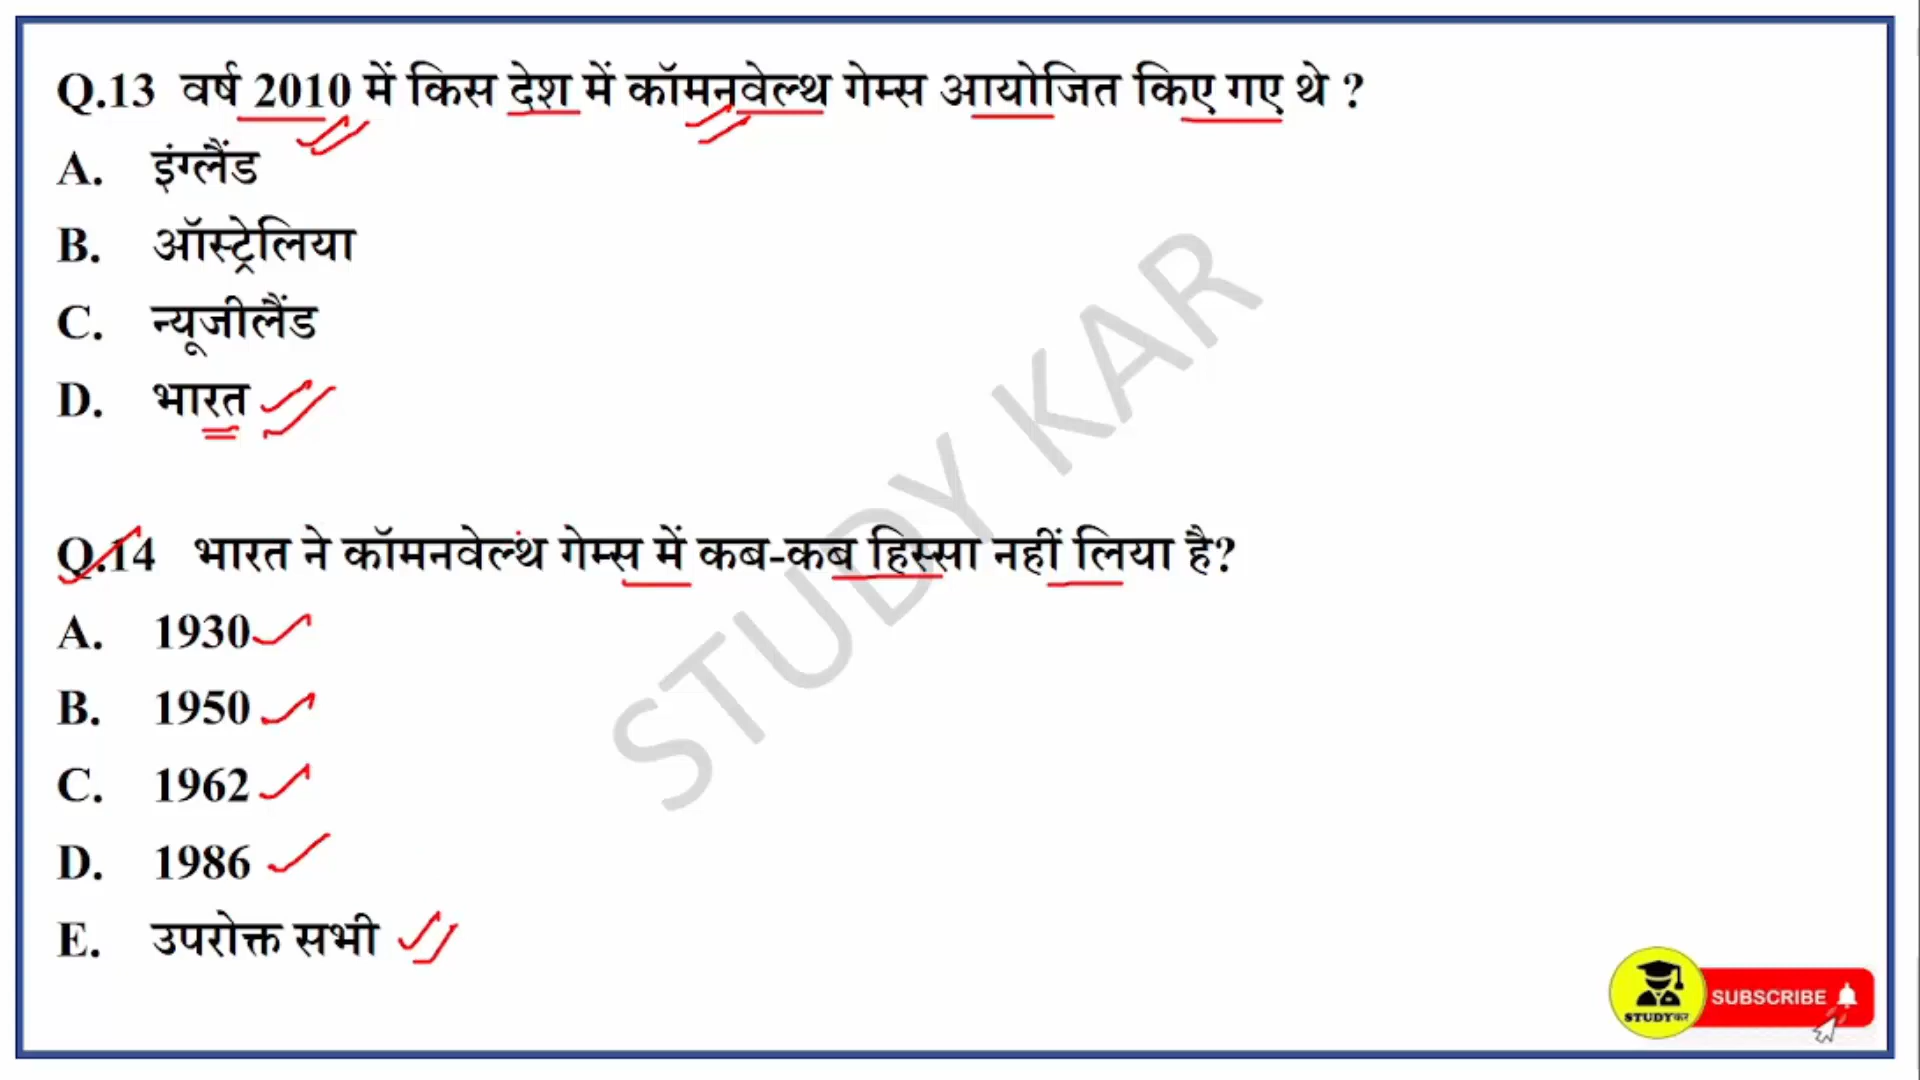 Q.13 वर्ष 2010 में किस देश में कॉमनवेल्थ गेम्स आयोजित किए गए थे ?
A. इंग्लैंड
B. ऑस्ट्रेलिया
C. न्यूजीलैंड
D. भारत
Q.14 भारत ने कॉमनवेल्थ गेम्स में कब-कब हिस्सा नहीं लिया है?
A. 1930
B. 1950
C. 1962
D. 1986
E. उपरोक्त सभी
STUDY KAR
STUDYकर
SUBSCRIBE